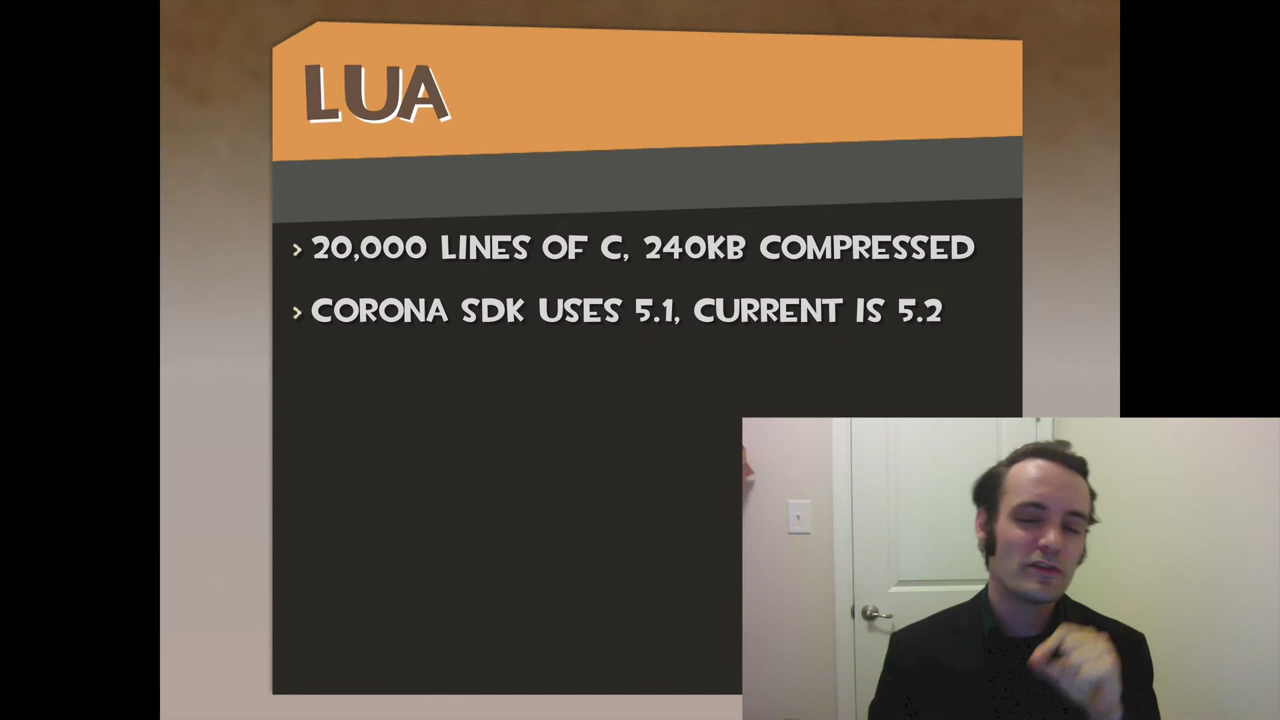 LUA
› 20,000 LINES OF C, 240KB COMPRESSED
› CORONA SDK USES 5.1, CURRENT IS 5.2